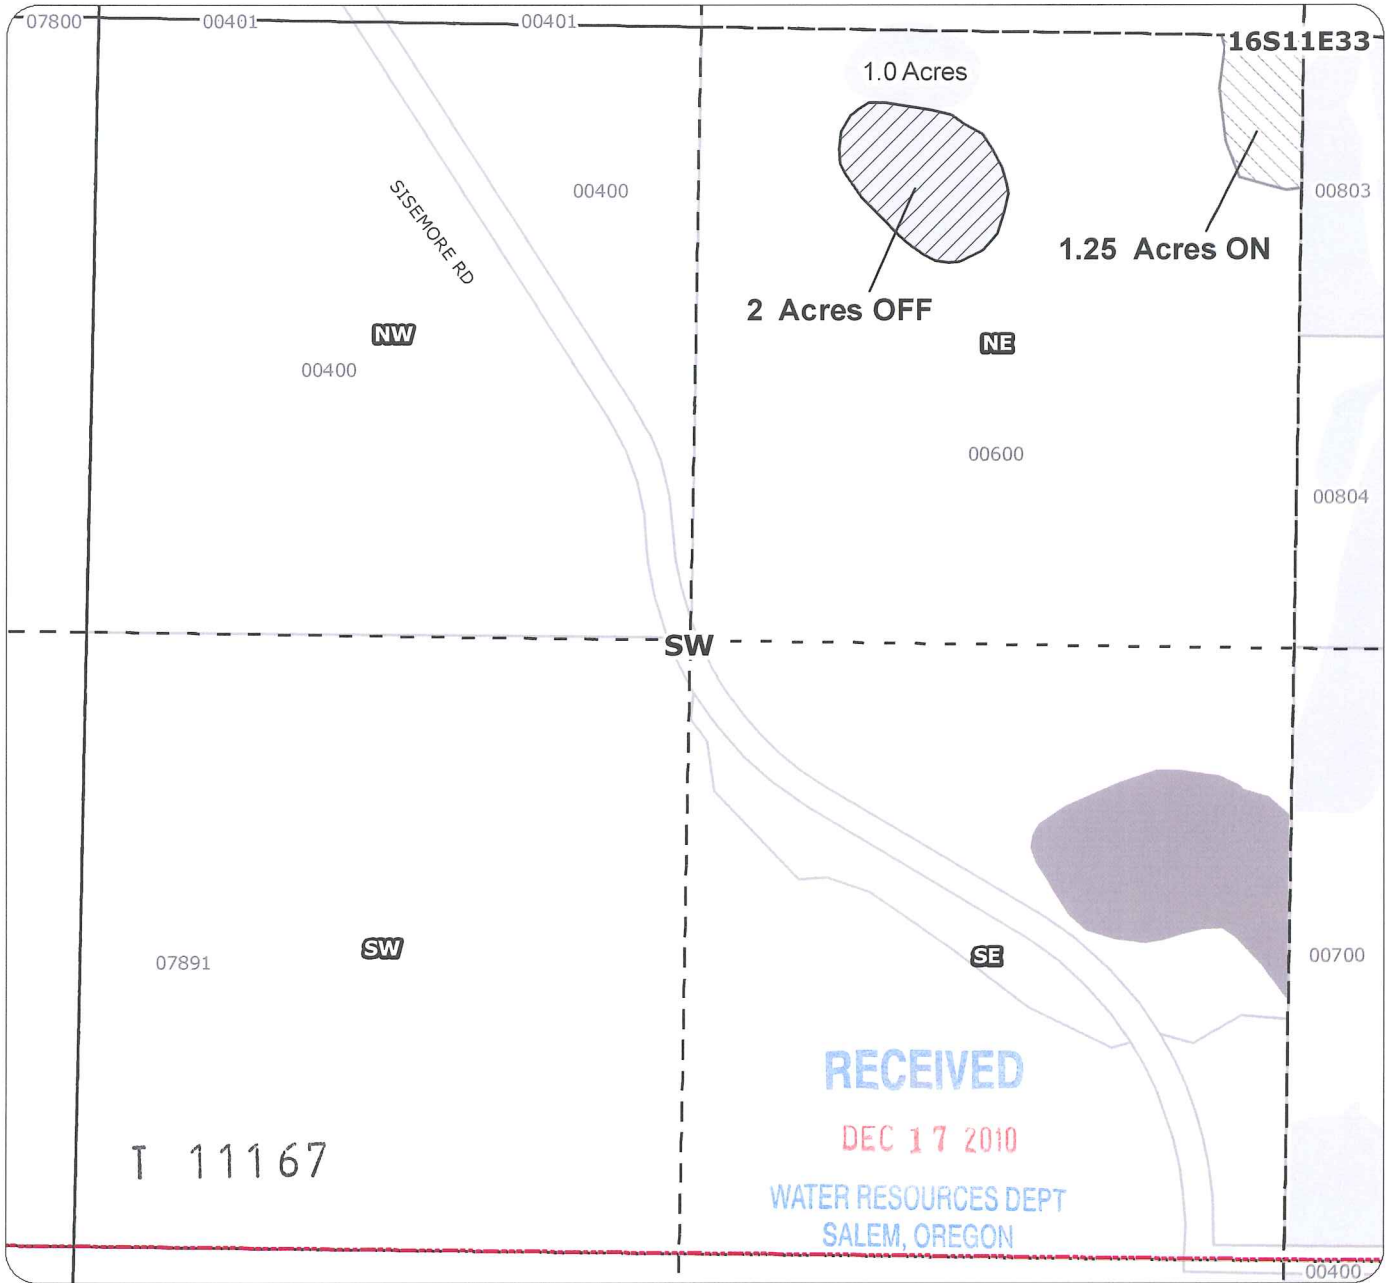 07800
00401
00401
16S11E33
1.0 Acres
SISEMORE RD
00400
00803
1.25 Acres ON
2 Acres OFF
NW
NE
00400
00600
00804
SW
SW
SE
07891
00700
RECEIVED
DEC 17 2010
T 11167
WATER RESOURCES DEPT
SALEM, OREGON
00400